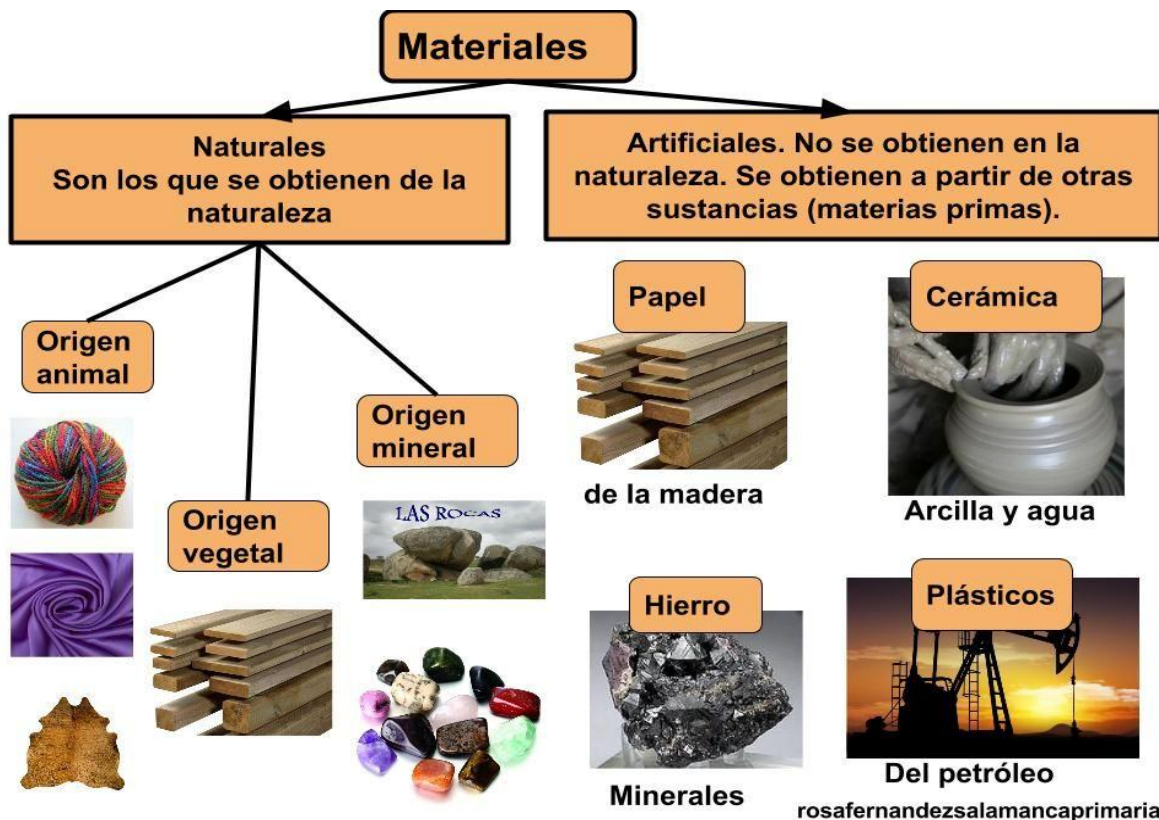 Materiales
Naturales
Son los que se obtienen de la
naturaleza
Artificiales. No se obtienen en la
naturaleza. Se obtienen a partir de otras
sustancias (materias primas).
Origen
animal
Origen
vegetal
Origen
mineral
LAS ROCAS
Papel
de la madera
Cerámica
Arcilla y agua
Hierro
Minerales
Plásticos
Del petróleo
rosafernandezsalamancaprimaria